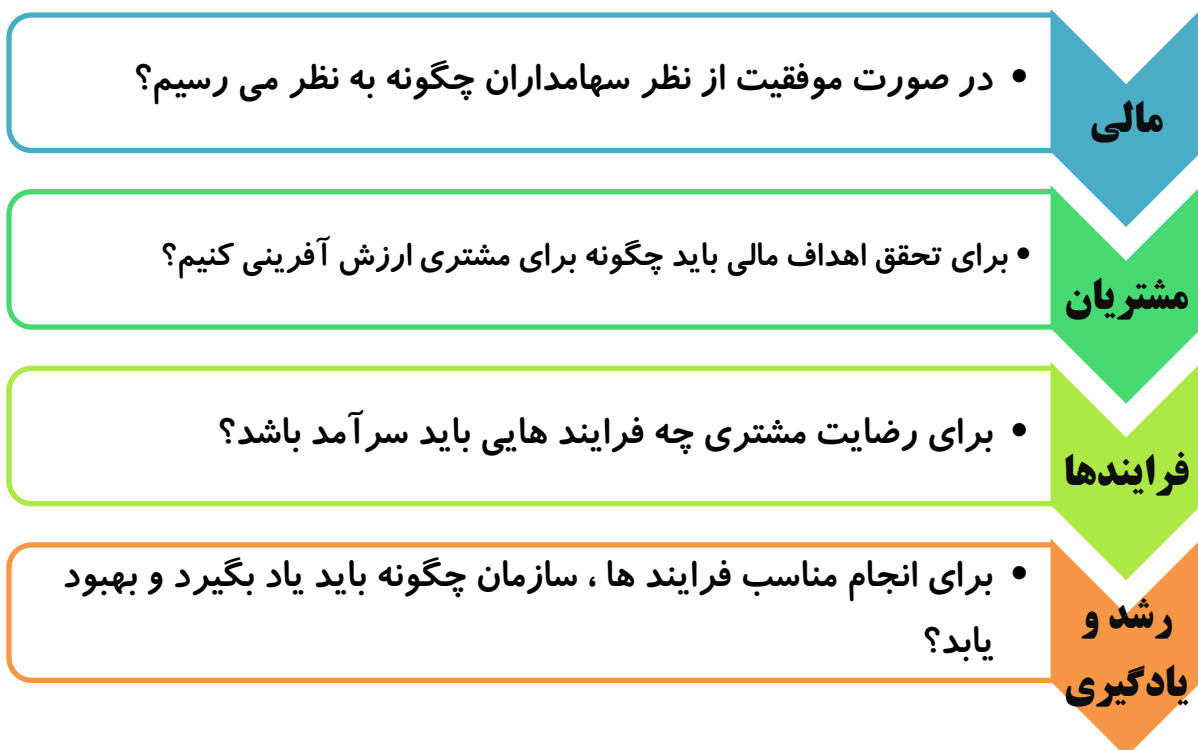 مالی
• در صورت موفقیت از نظر سهامداران چگونه به نظر می رسیم؟
مشتریان
• برای تحقق اهداف مالی باید چگونه برای مشتری ارزش آفرینی کنیم؟
فرایندها
• برای رضایت مشتری چه فرایند هایی باید سرآمد باشد؟
رشد و
یادگیری
• برای انجام مناسب فرایند ها ، سازمان چگونه باید یاد بگیرد و بهبود
یابد؟